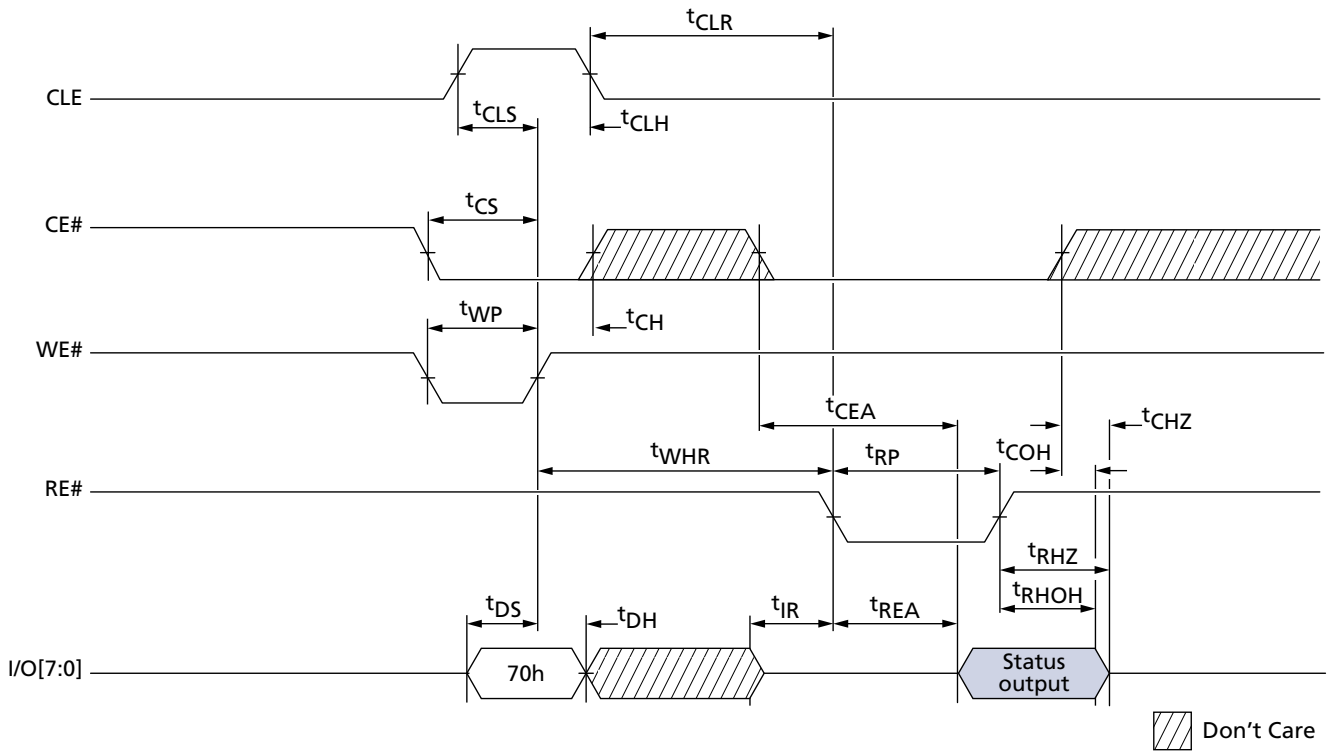 tCLR
CLE
tCLS
tCLH
tCS
CE#
tWP
tCH
WE#
tCEA
tCHZ
tWHR
tRP
tCOH
RE#
tRHZ
tDS
tDH
tIR
tREA
tRHOH
I/O[7:0]
70h
Status
output
Don't Care